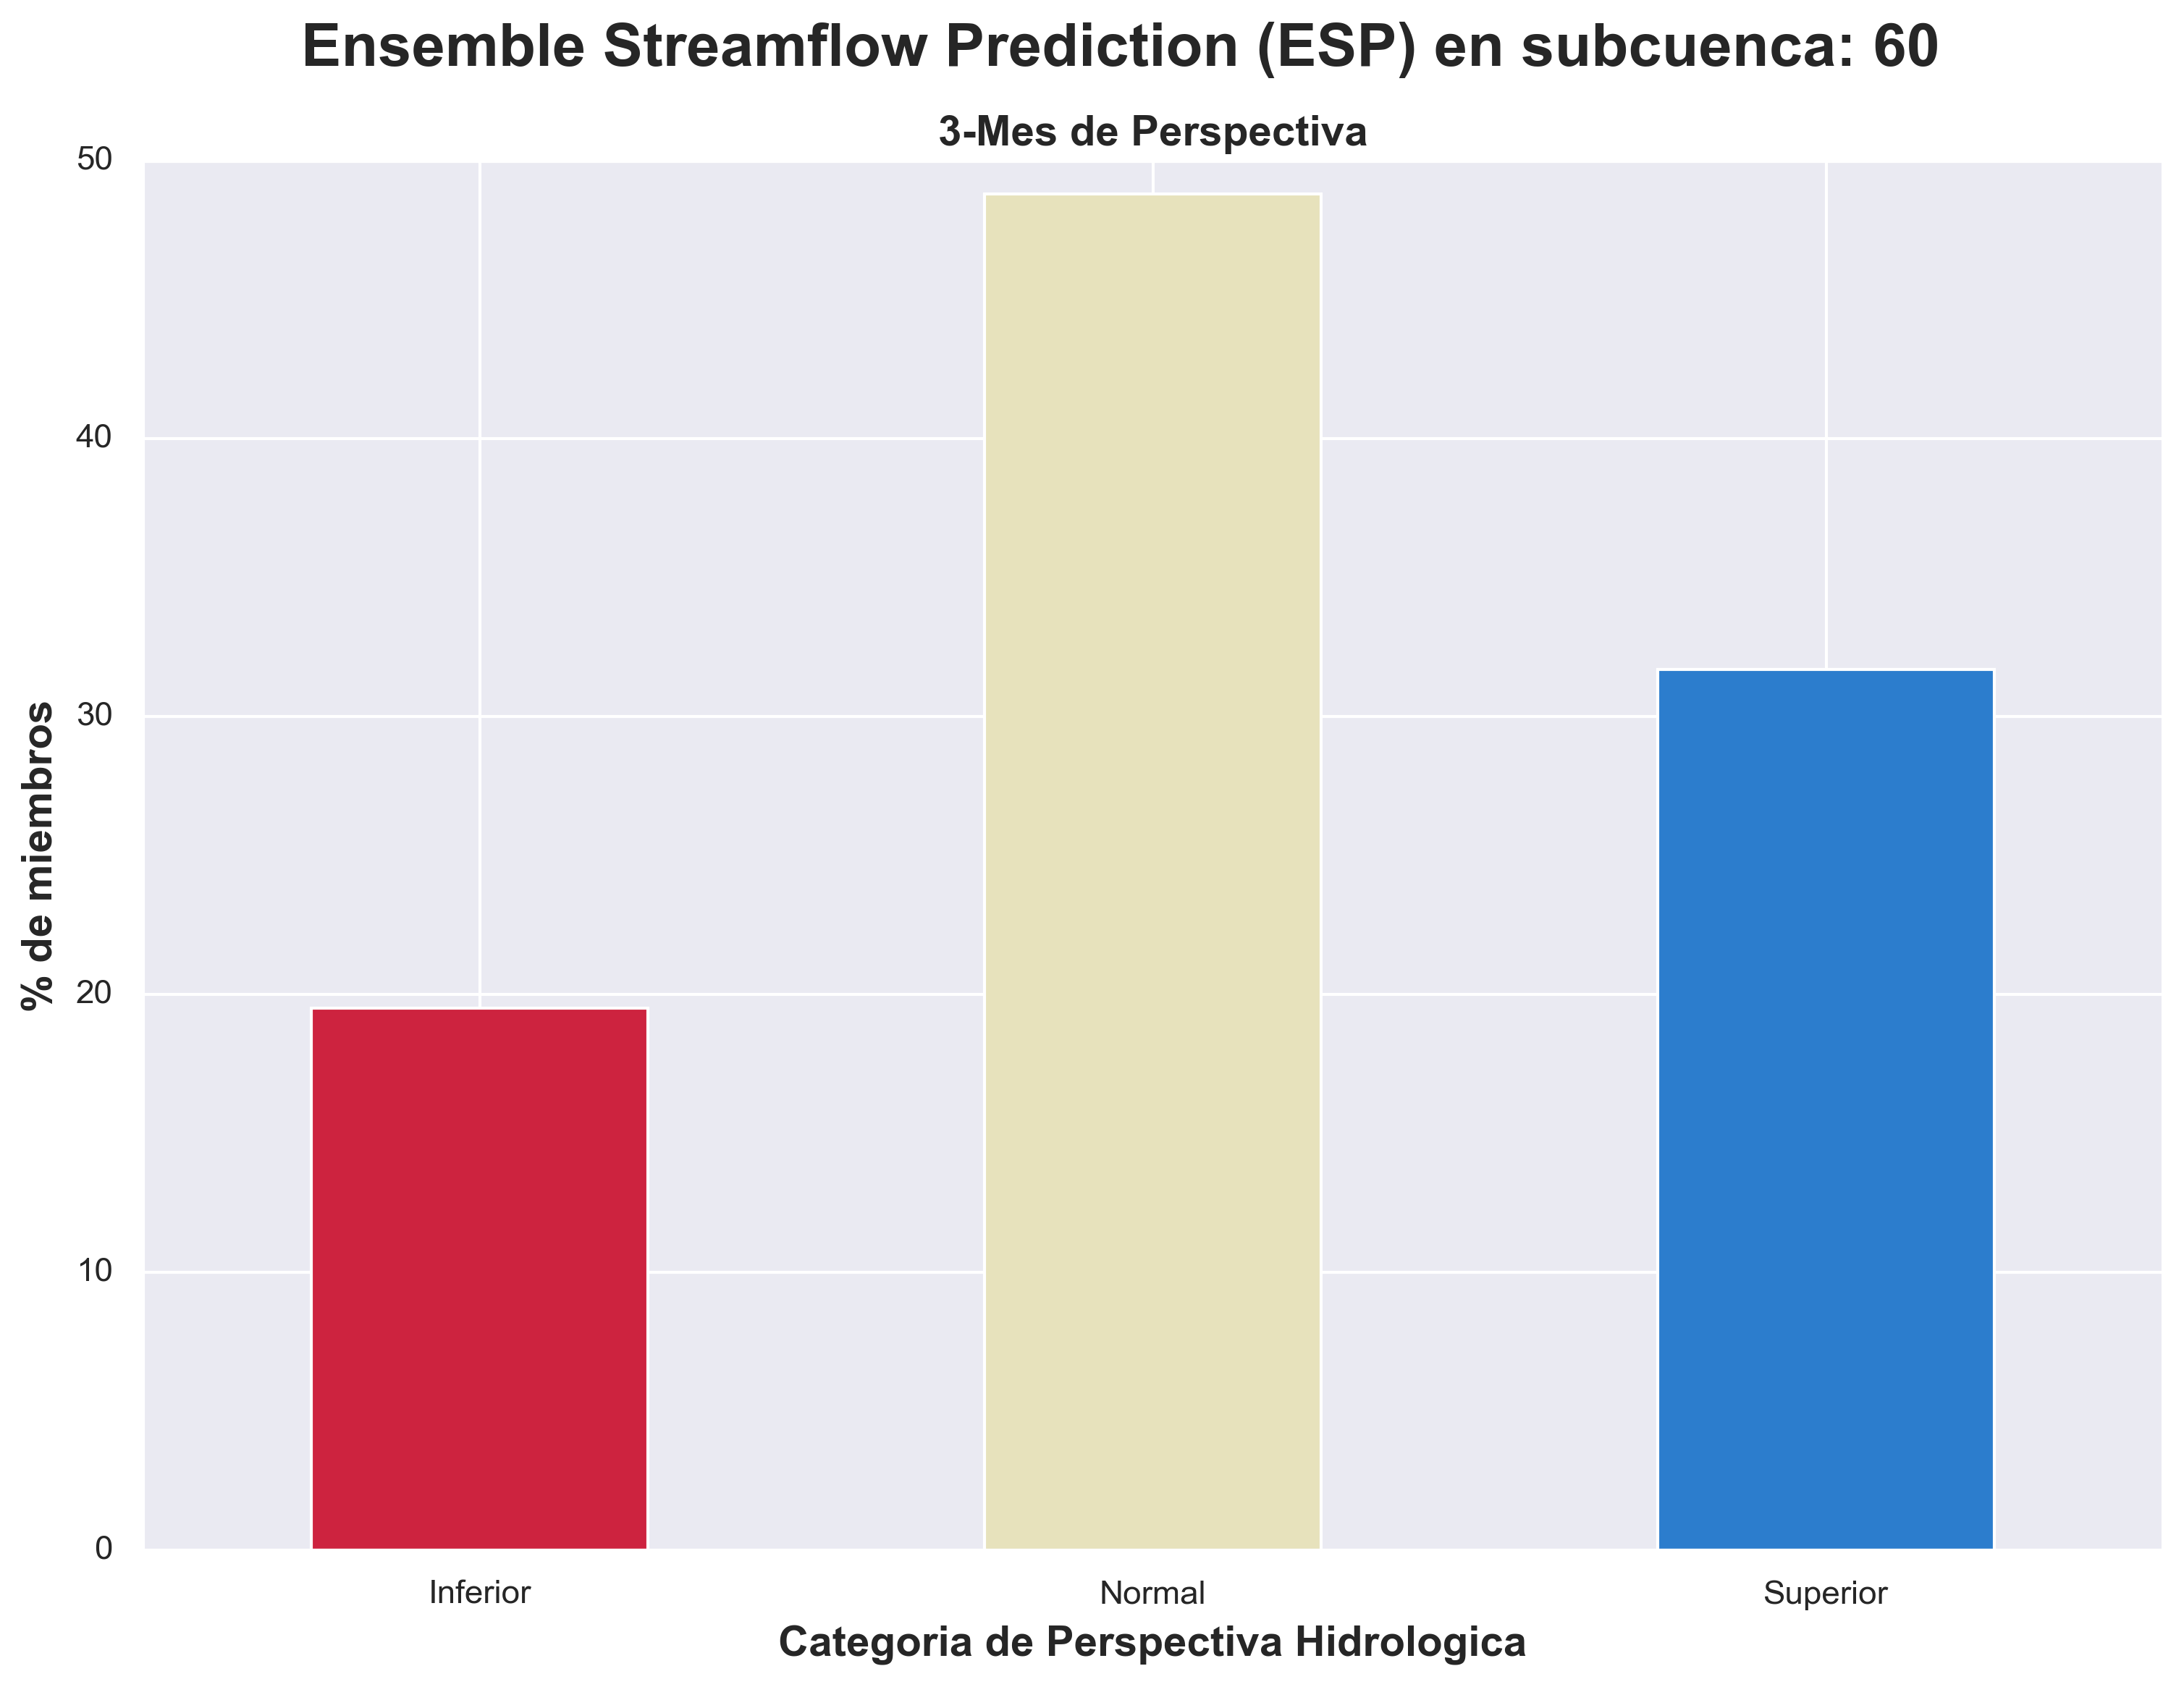 Ensemble Streamflow Prediction (ESP) en subcuenca: 60
3-Mes de Perspectiva
50
40
30
20
10
0
% de miembros
Inferior Normal Superior
Categoria de Perspectiva Hidrologica